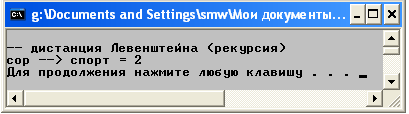 g:\Documents and Settings\smw\Мои документы...
-- дистанция Левенштейна (рекурсия)
сор --> спорт = 2
Для продолжения нажмите любую клавишу . . . _